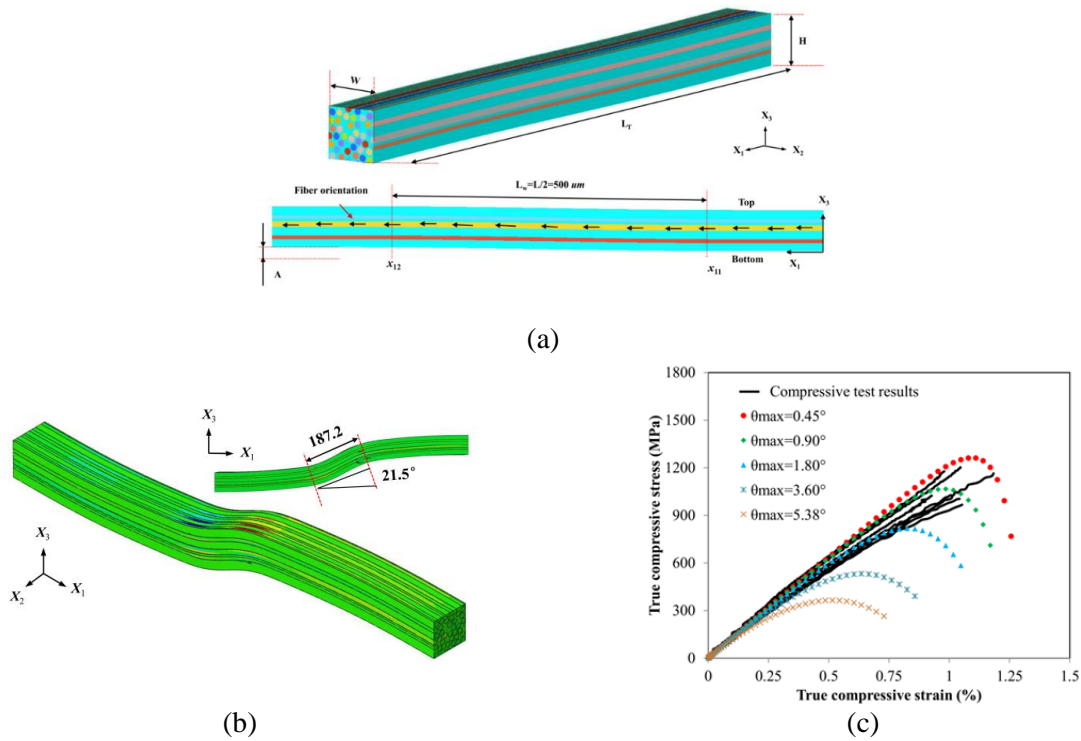 H
W
L_T
X_3
X_1
X_2
L_w=L/2=500 um
Fiber orientation
Top
X_3
A
x_12
x_11
Bottom
X_1
(a)
X_3
X_1
187.2
21.5°
X_3
X_2
X_1
(b)
1800
1500
1200
900
600
300
0
True compressive stress (MPa)
Compressive test results
θmax=0.45°
θmax=0.90°
θmax=1.80°
θmax=3.60°
θmax=5.38°
0
0.25
0.5
0.75
1
1.25
1.5
True compressive strain (%)
(c)